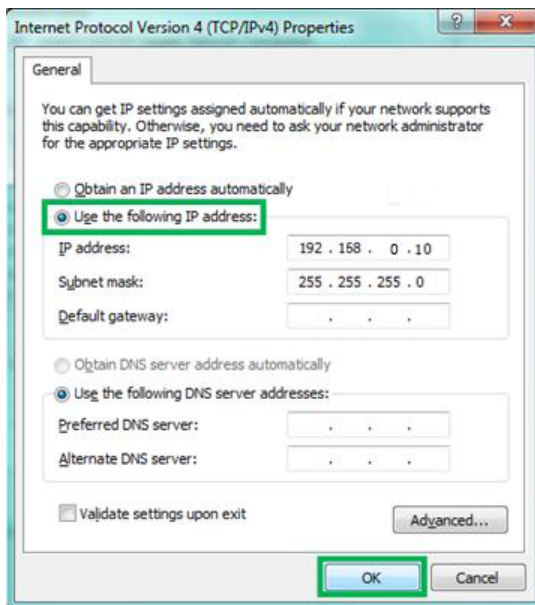 Internet Protocol Version 4 (TCP/IPv4) Properties
General
You can get IP settings assigned automatically if your network supports
this capability. Otherwise, you need to ask your network administrator
for the appropriate IP settings.
Obtain an IP address automatically
Use the following IP address:
IP address: 192 . 168 . 0 . 10
Subnet mask: 255 . 255 . 255 . 0
Default gateway: . . .
Obtain DNS server address automatically
Use the following DNS server addresses:
Preferred DNS server: . . .
Alternate DNS server: . . .
Validate settings upon exit
Advanced...
OK Cancel